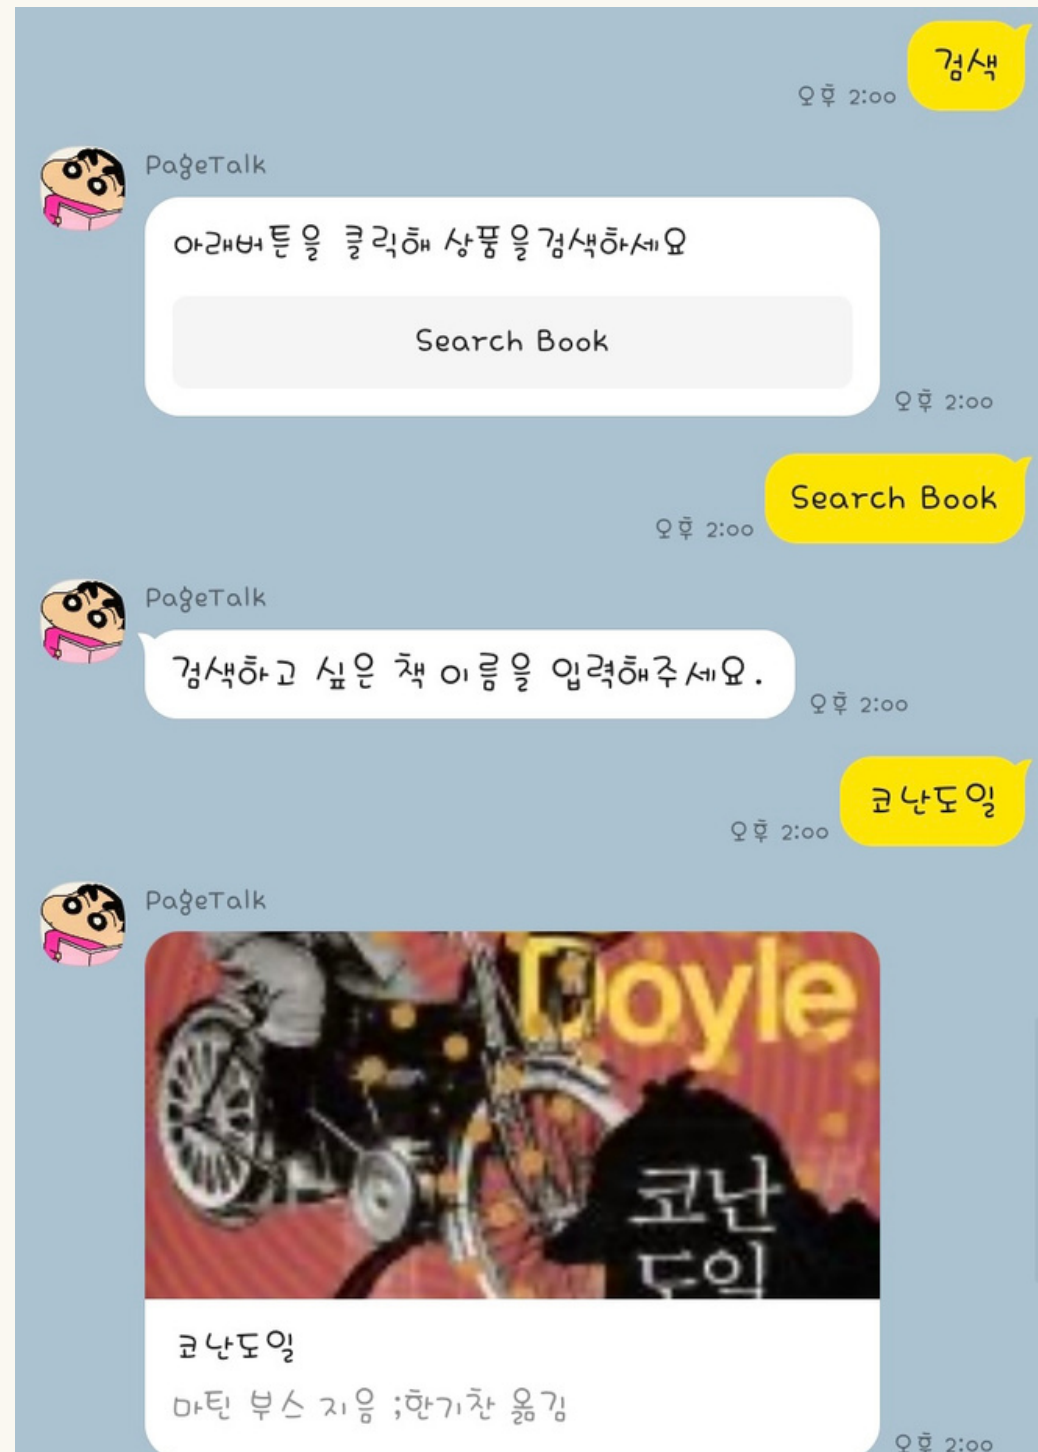 검색
오후 2:00
PageTalk
아래버튼을 클릭해 상품을검색하세요
Search Book
오후 2:00
Search Book
오후 2:00
PageTalk
검색하고 싶은 책 이름을 입력해주세요.
오후 2:00
코난도일
오후 2:00
PageTalk
Doyle
코난
도일
코난도일
마틴 부스 지음 ;한기찬 옮김
오후 2:00